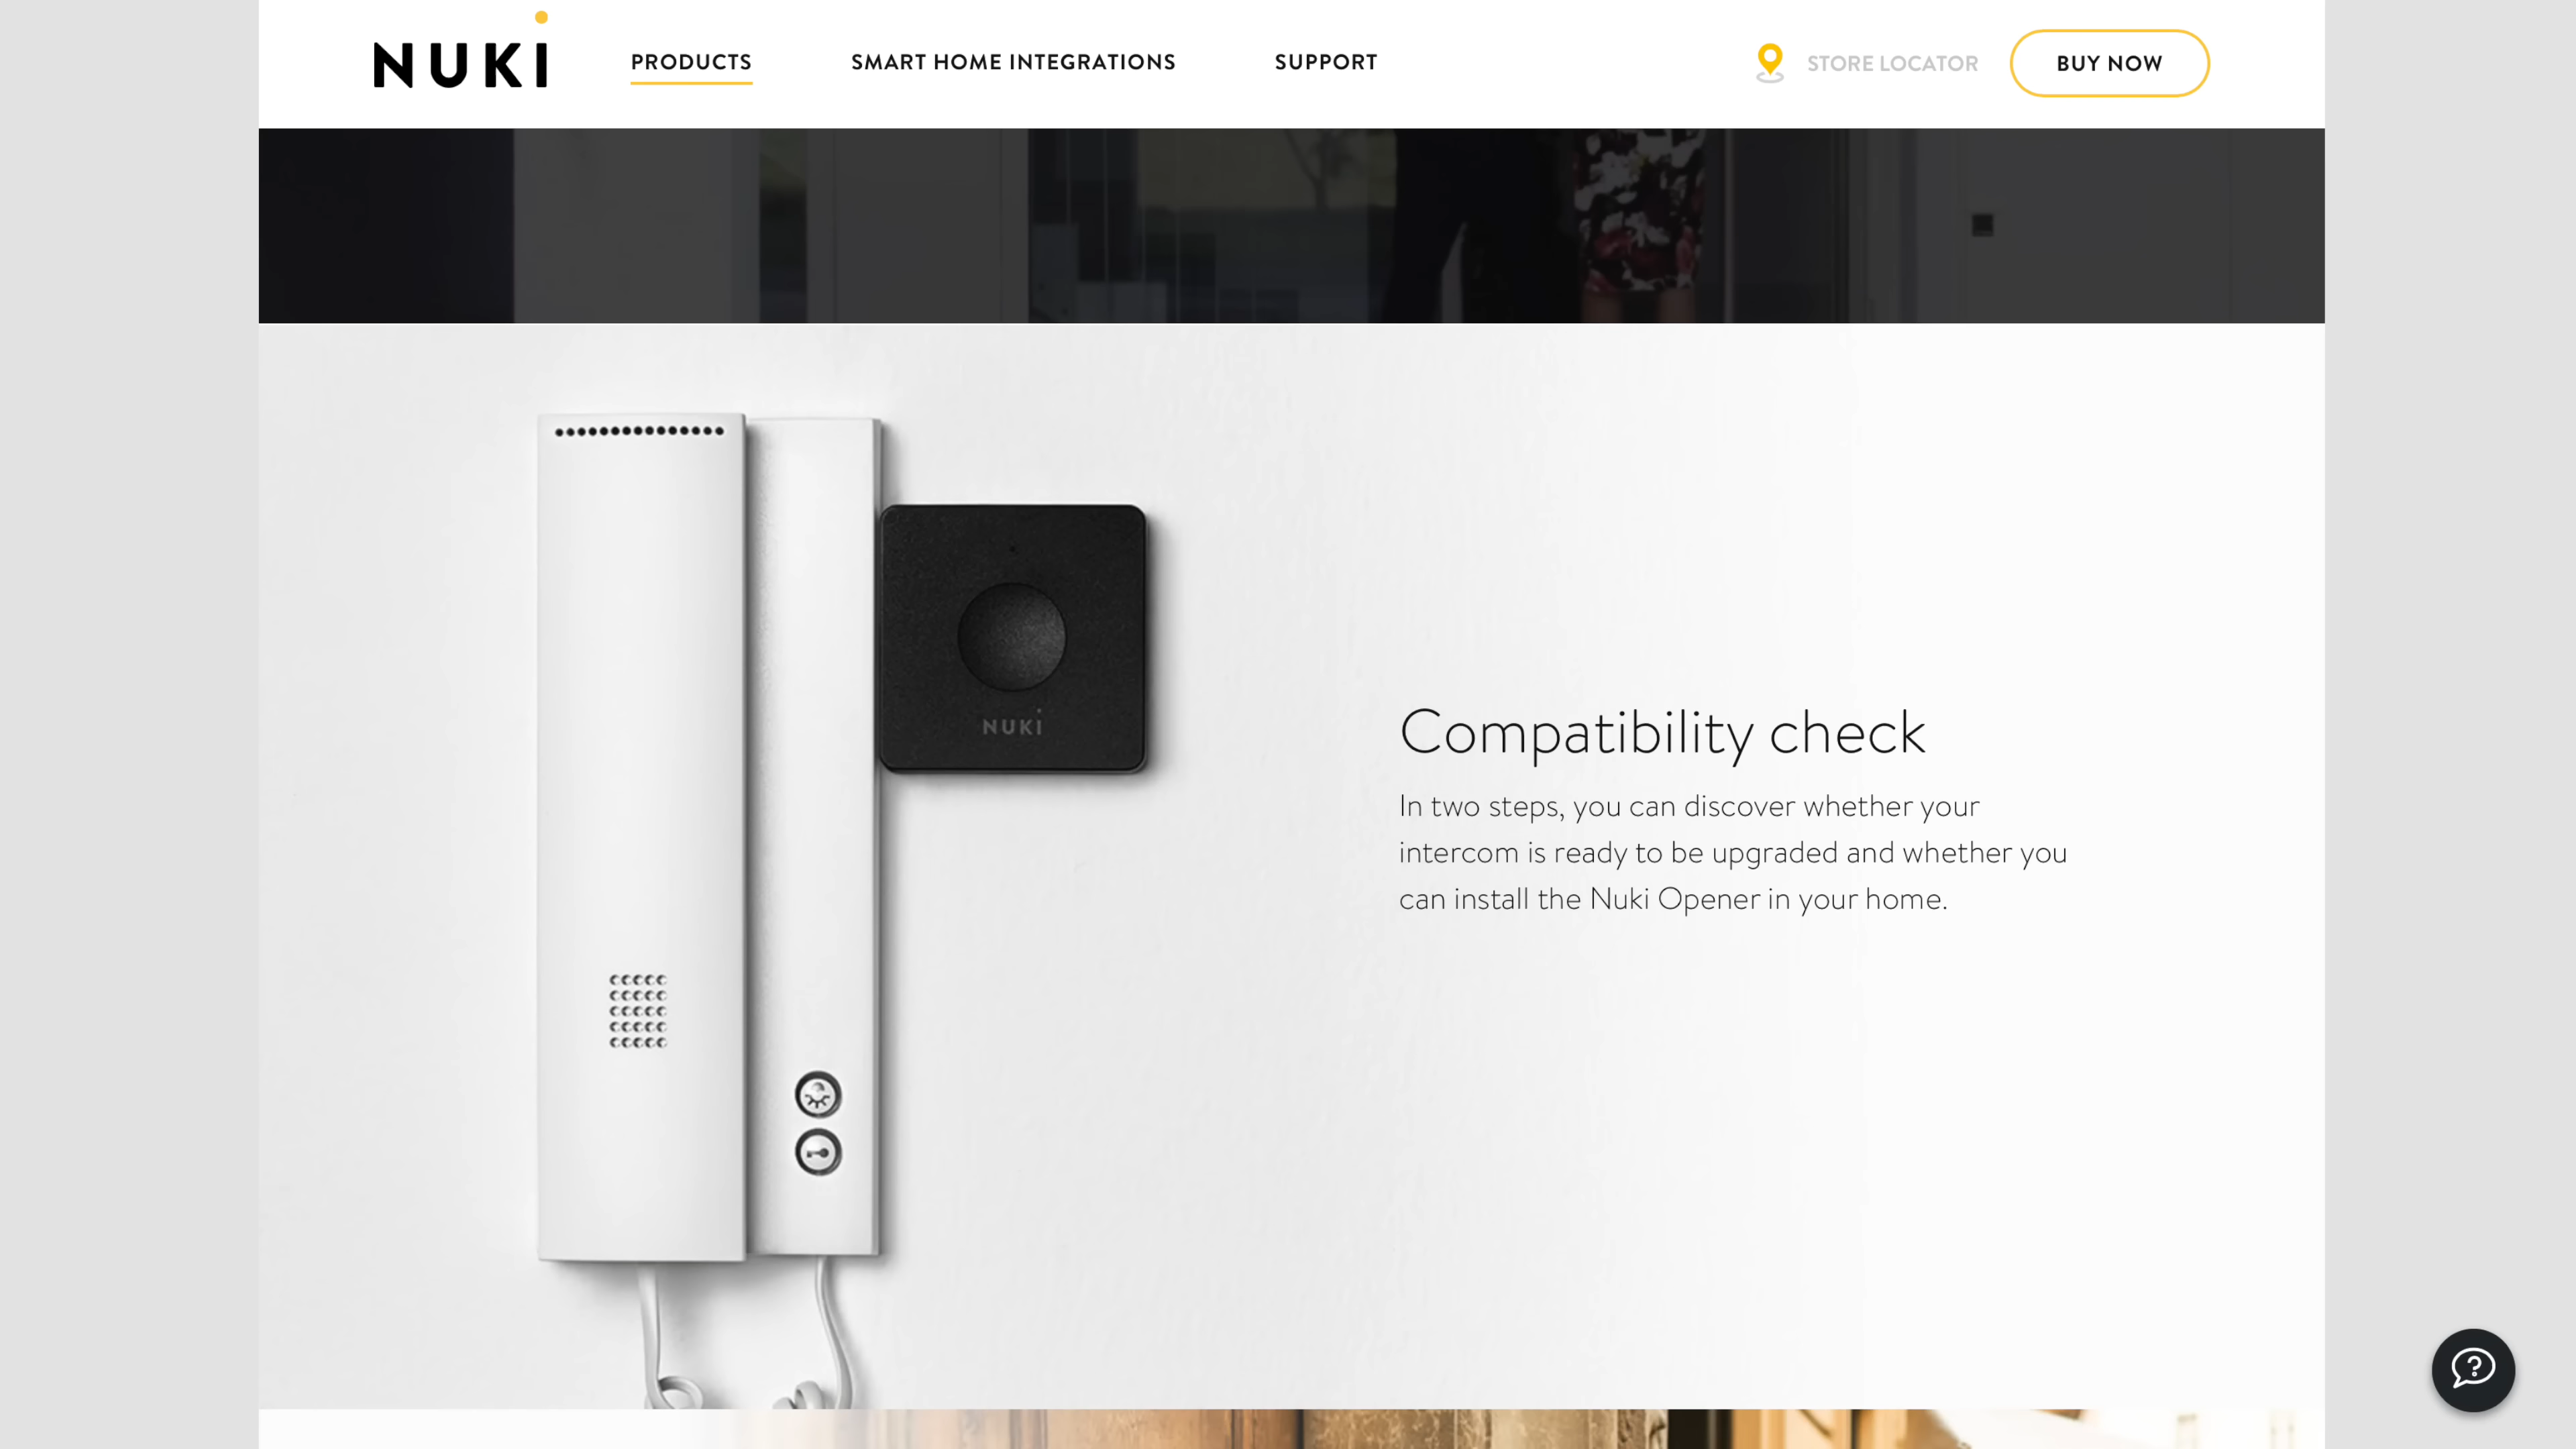 NUKI
PRODUCTS
SMART HOME INTEGRATIONS
SUPPORT
STORE LOCATOR
BUY NOW
NUKI
Compatibility check
In two steps, you can discover whether your
intercom is ready to be upgraded and whether you
can install the Nuki Opener in your home.